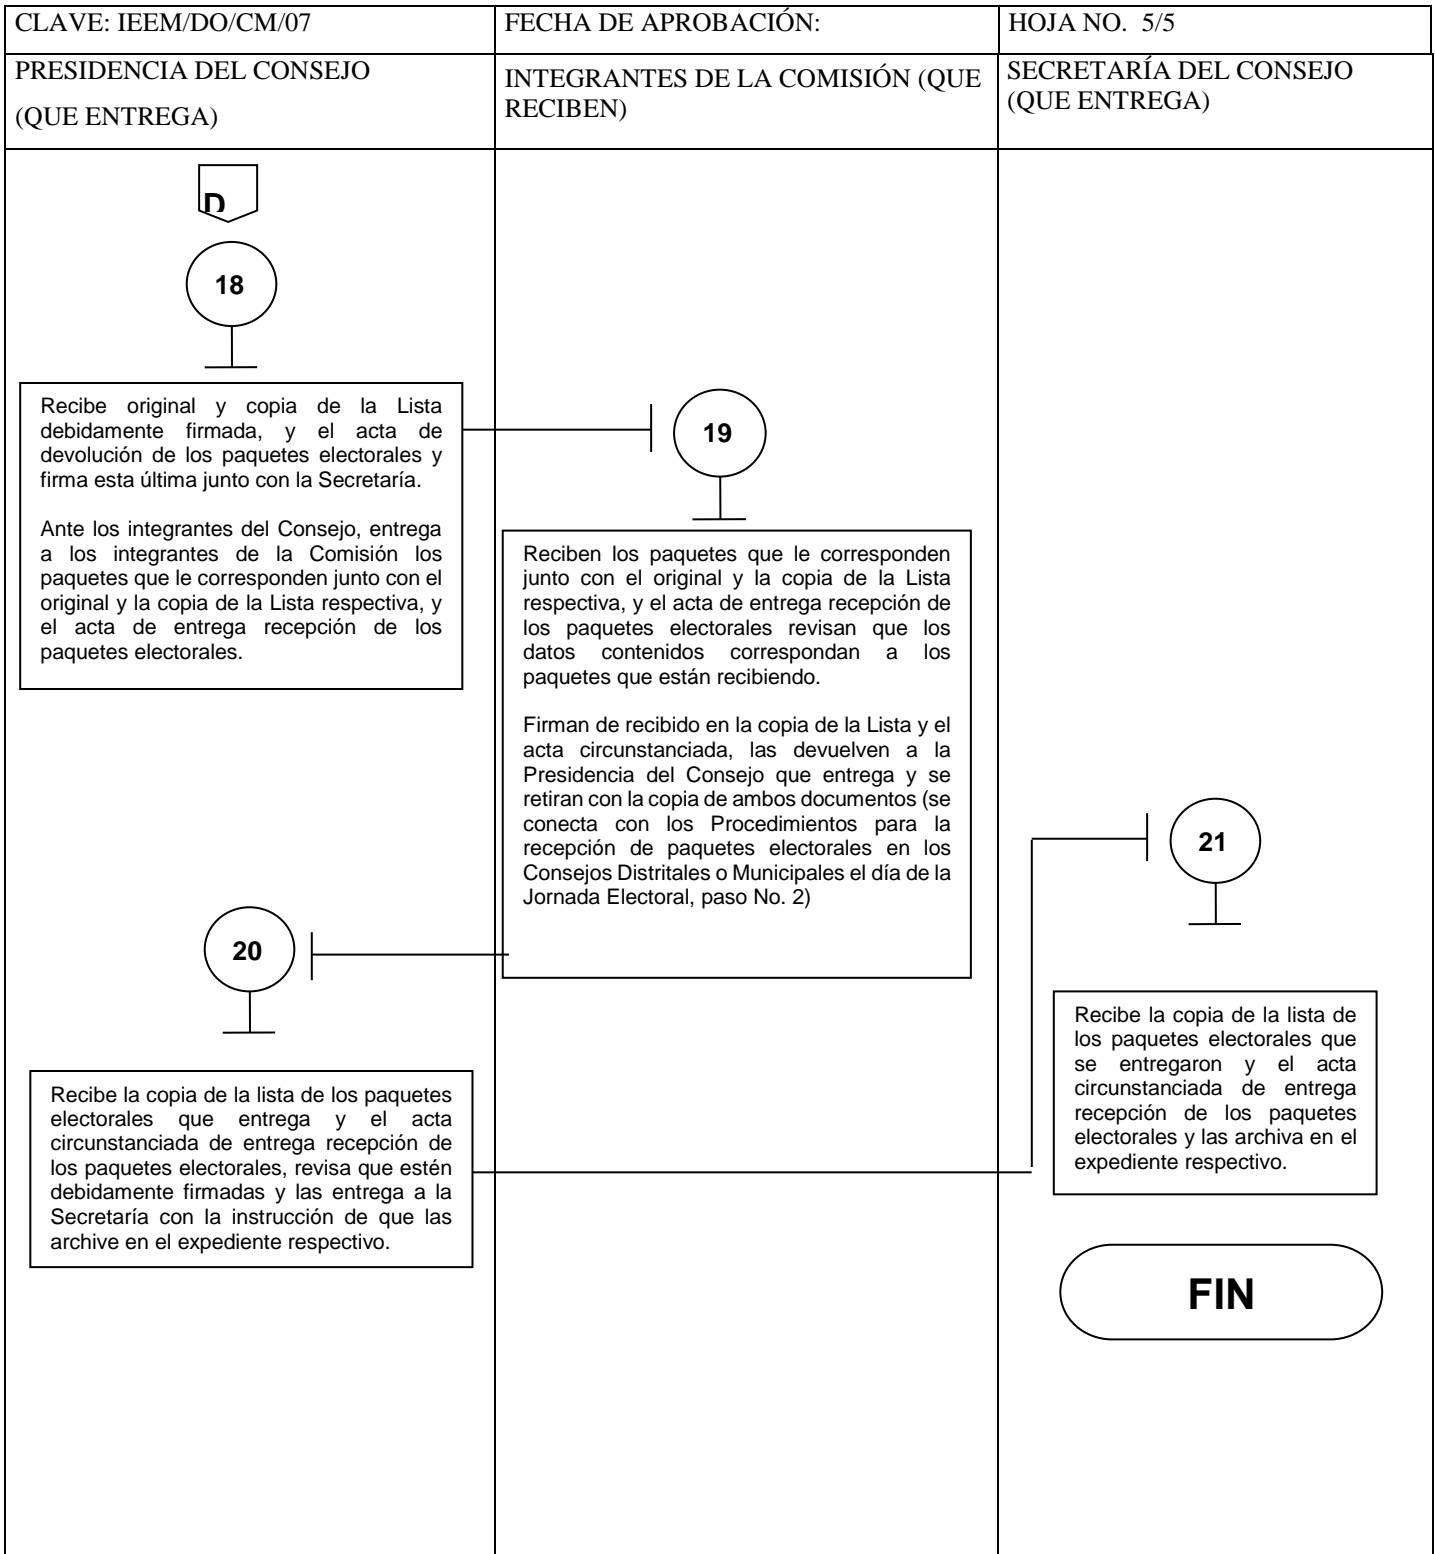 CLAVE: IEEM/DO/CM/07
FECHA DE APROBACIÓN:
HOJA NO. 5/5
PRESIDENCIA DEL CONSEJO
(QUE ENTREGA)
INTEGRANTES DE LA COMISIÓN (QUE
RECIBEN)
SECRETARÍA DEL CONSEJO
(QUE ENTREGA)
D
18
Recibe original y copia de la Lista
debidamente firmada, y el acta de
devolución de los paquetes electorales y
firma esta última junto con la Secretaría.
Ante los integrantes del Consejo, entrega
a los integrantes de la Comisión los
paquetes que le corresponden junto con el
original y la copia de la Lista respectiva, y
el acta de entrega recepción de los
paquetes electorales.
19
Reciben los paquetes que le corresponden
junto con el original y la copia de la Lista
respectiva, y el acta de entrega recepción de
los paquetes electorales revisan que los
datos contenidos correspondan a los
paquetes que están recibiendo.
Firman de recibido en la copia de la Lista y el
acta circunstanciada, las devuelven a la
Presidencia del Consejo que entrega y se
retiran con la copia de ambos documentos (se
conecta con los Procedimientos para la
recepción de paquetes electorales en los
Consejos Distritales o Municipales el día de la
Jornada Electoral, paso No. 2)
20
Recibe la copia de la lista de los paquetes
electorales que entrega y el acta
circunstanciada de entrega recepción de
los paquetes electorales, revisa que estén
debidamente firmadas y las entrega a la
Secretaría con la instrucción de que las
archive en el expediente respectivo.
21
Recibe la copia de la lista de
los paquetes electorales que
se entregaron y el acta
circunstanciada de entrega
recepción de los paquetes
electorales y las archiva en el
expediente respectivo.
FIN